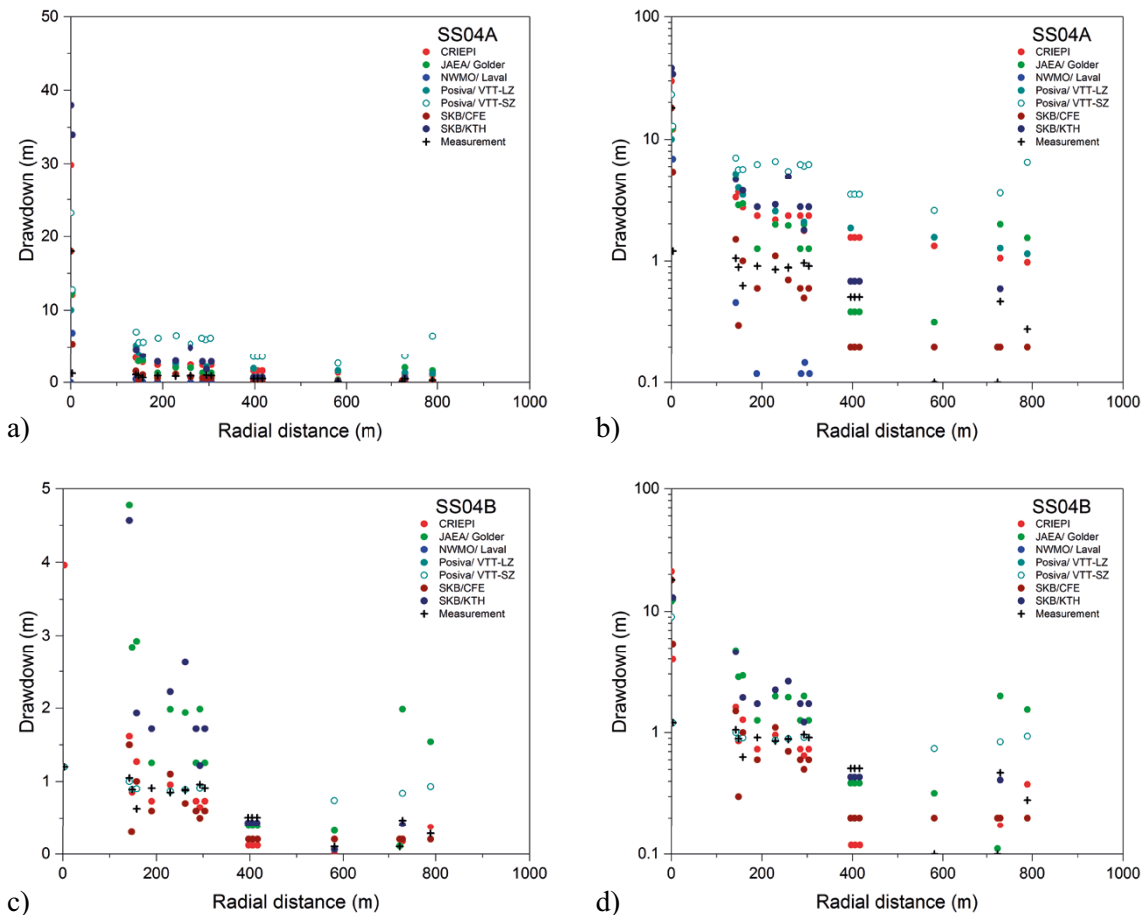 50
40
30
20
10
0
Drawdown (m)
0
200
400
600
800
1000
Radial distance (m)
SS04A
CRIEPI
JAEA/ Golder
NWMO/ Laval
Posiva/ VTT-LZ
Posiva/ VTT-SZ
SKB/CFE
SKB/KTH
Measurement
a)
100
10
1
0.1
Drawdown (m)
0
200
400
600
800
1000
Radial distance (m)
SS04A
CRIEPI
JAEA/ Golder
NWMO/ Laval
Posiva/ VTT-LZ
Posiva/ VTT-SZ
SKB/CFE
SKB/KTH
Measurement
b)
5
4
3
2
1
0
Drawdown (m)
0
200
400
600
800
1000
Radial distance (m)
SS04B
CRIEPI
JAEA/ Golder
NWMO/ Laval
Posiva/ VTT-LZ
Posiva/ VTT-SZ
SKB/CFE
SKB/KTH
Measurement
c)
100
10
1
0.1
Drawdown (m)
0
200
400
600
800
1000
Radial distance (m)
SS04B
CRIEPI
JAEA/ Golder
NWMO/ Laval
Posiva/ VTT-LZ
Posiva/ VTT-SZ
SKB/CFE
SKB/KTH
Measurement
d)